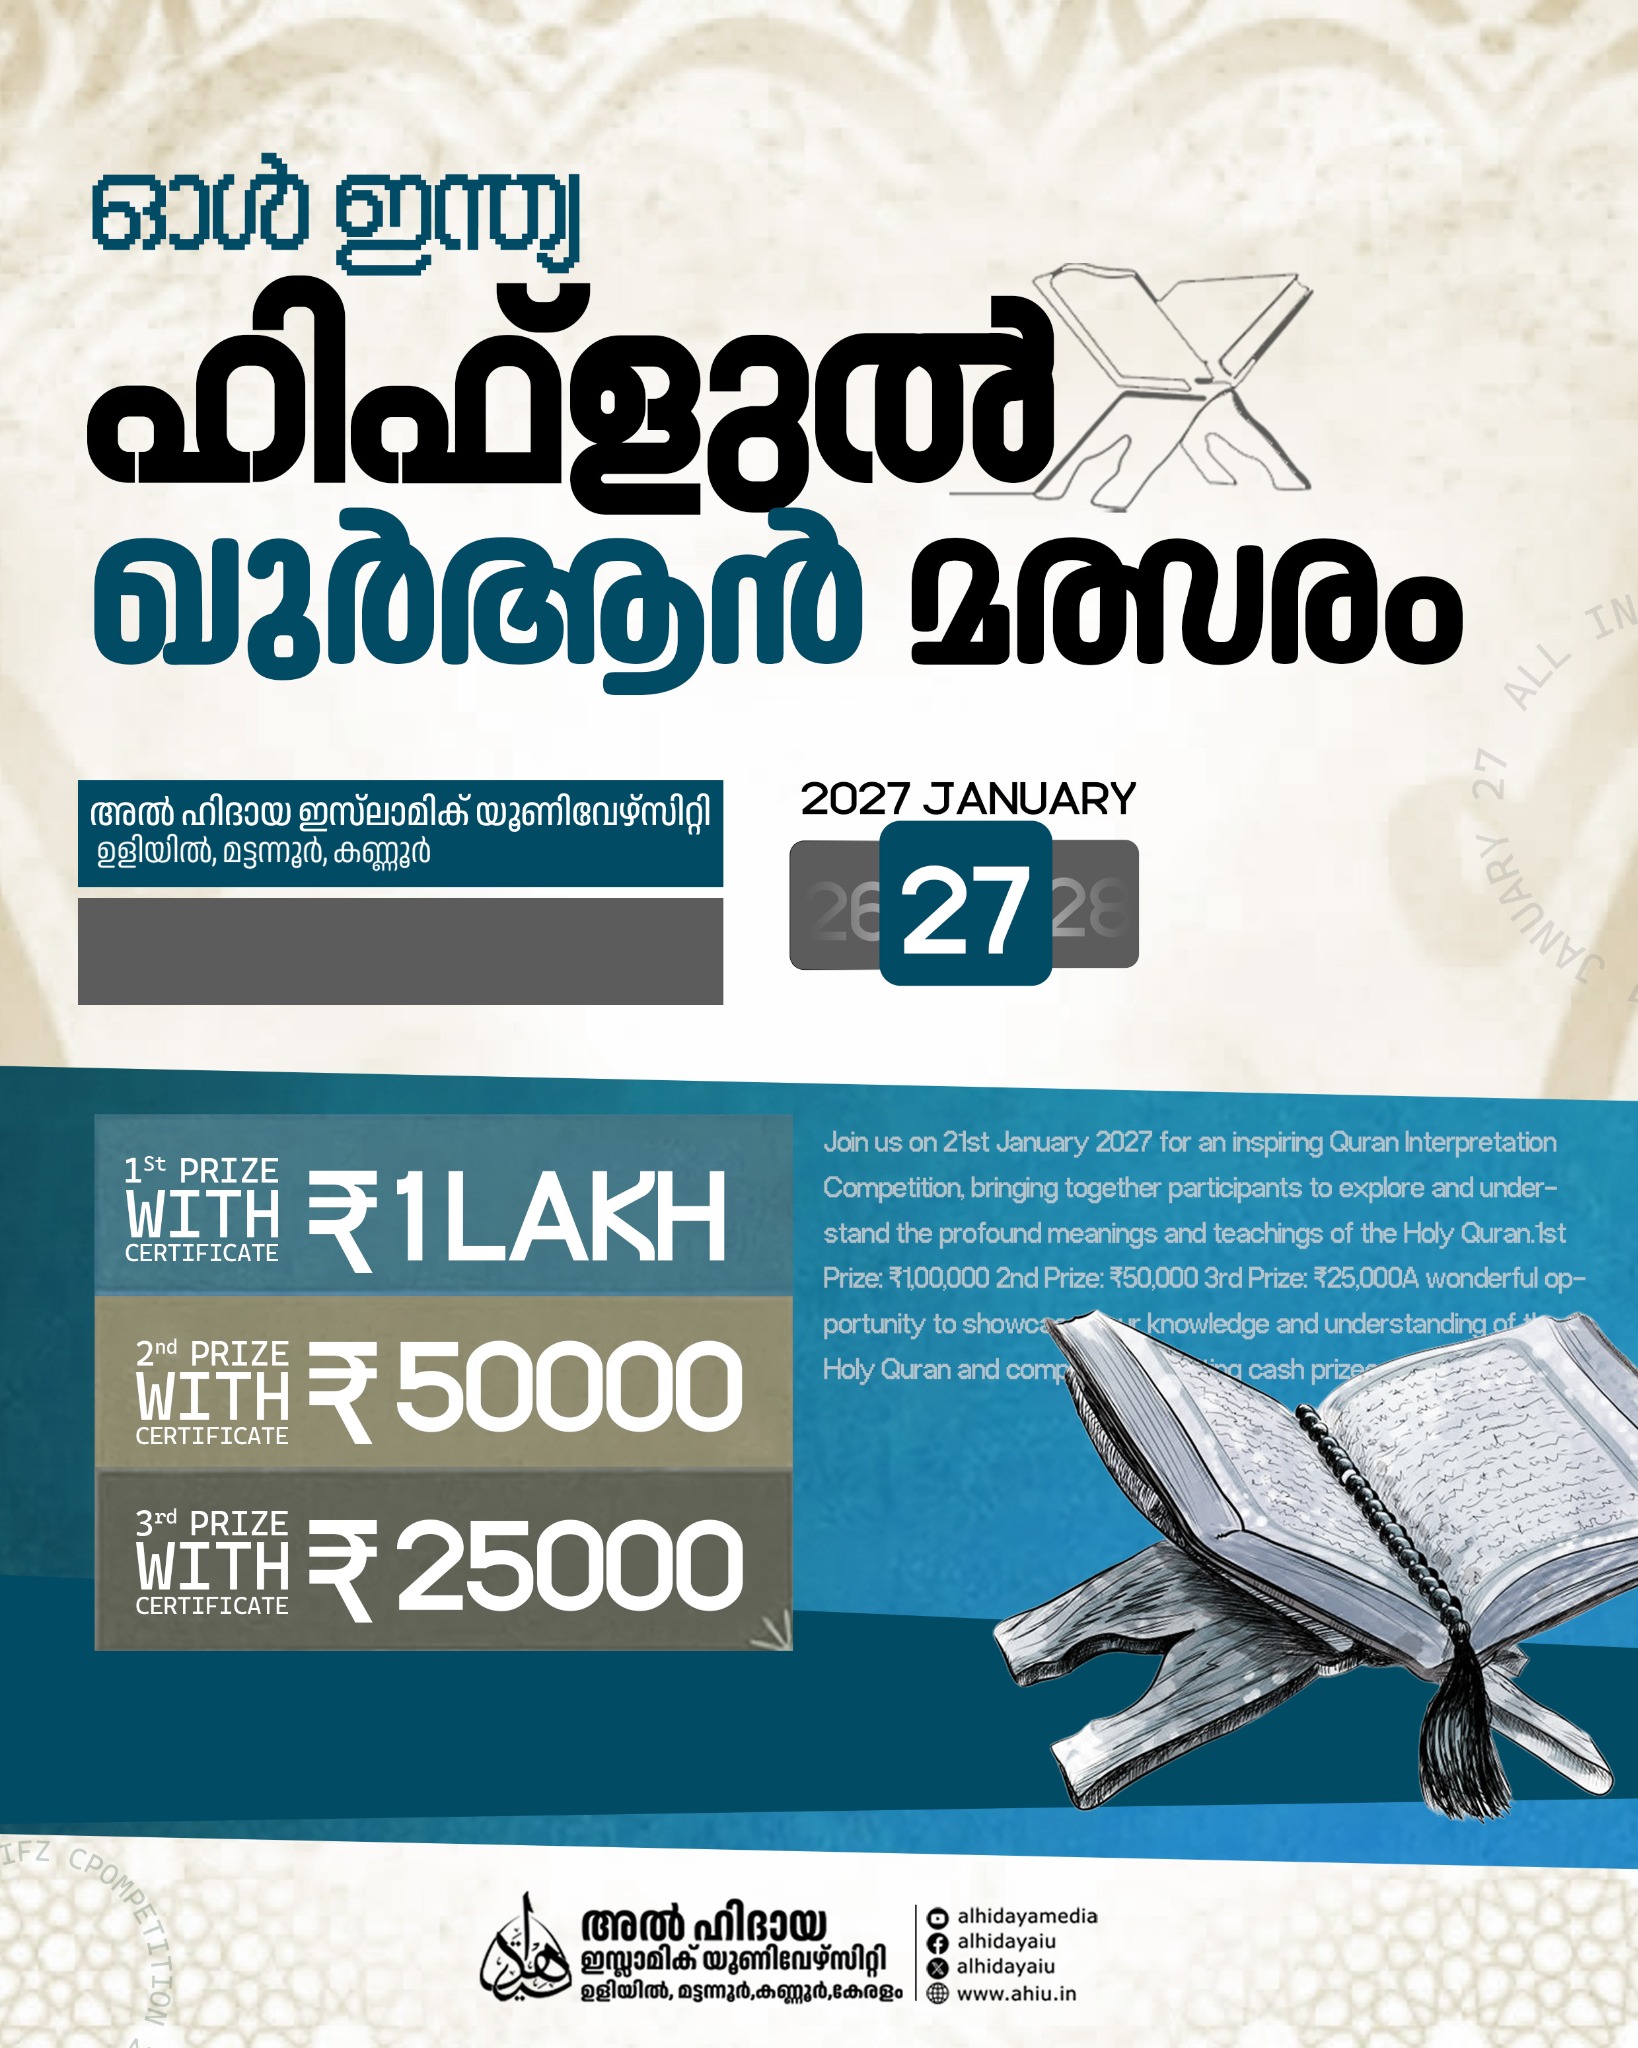 ഓൾ ഇന്ത്യ
ഹിഫ്ളുൽ
ഖുർആൻ മത്സരം
അൽ ഹിദായ ഇസ്‌ലാമിക് യൂണിവേഴ്സിറ്റി
ഉളിയിൽ, മട്ടന്നൂർ, കണ്ണൂർ
2027 JANUARY
26 27 28
ALL IN
JANUARY 27
JANUARY
1St PRIZE
WITH
CERTIFICATE
₹1LAKH
2nd PRIZE
WITH
CERTIFICATE
₹50000
3rd PRIZE
WITH
CERTIFICATE
₹25000
Join us on 21st January 2027 for an inspiring Quran Interpretation
Competition, bringing together participants to explore and under-
stand the profound meanings and teachings of the Holy Quran.1st
Prize: ₹1,00,000 2nd Prize: ₹50,000 3rd Prize: ₹25,000A wonderful op-
portunity to knowledge and understanding of
Holy Quran and cash
IFZ CPOMPETITION
അൽ ഹിദായ
ഇസ്ലാമിക് യൂണിവേഴ്സിറ്റി
ഉളിയിൽ, മട്ടന്നൂർ,കണ്ണൂർ,കേരളം
alhidayamedia
alhidayaiu
alhidayaiu
www.ahiu.in